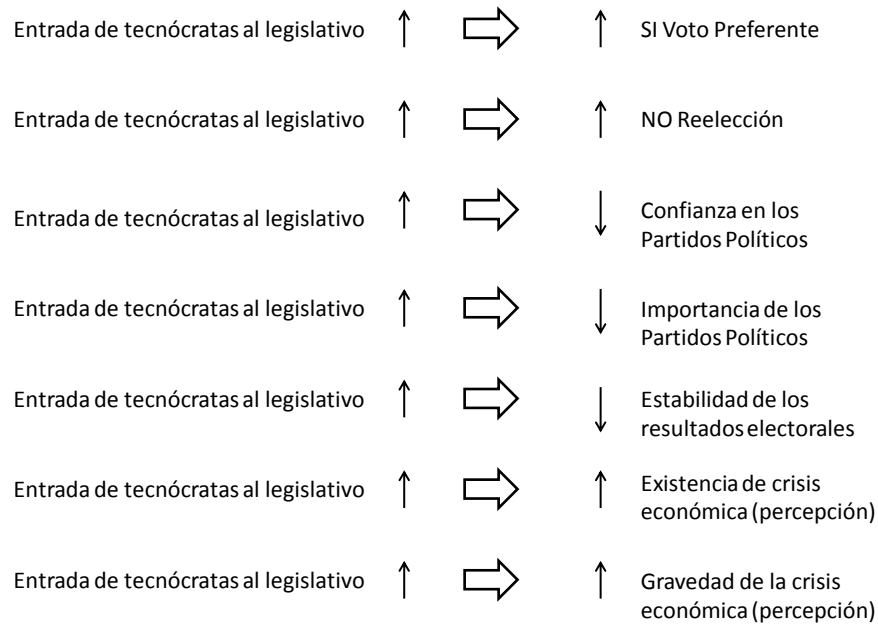 Entrada de tecnócratas al legislativo ↑ ⇨ ↑ SI Voto Preferente
Entrada de tecnócratas al legislativo ↑ ⇨ ↑ NO Reelección
Entrada de tecnócratas al legislativo ↑ ⇨ ↓ Confianza en los
Partidos Políticos
Entrada de tecnócratas al legislativo ↑ ⇨ ↓ Importancia de los
Partidos Políticos
Entrada de tecnócratas al legislativo ↑ ⇨ ↓ Estabilidad de los
resultados electorales
Entrada de tecnócratas al legislativo ↑ ⇨ ↑ Existencia de crisis
económica (percepción)
Entrada de tecnócratas al legislativo ↑ ⇨ ↑ Gravedad de la crisis
económica (percepción)